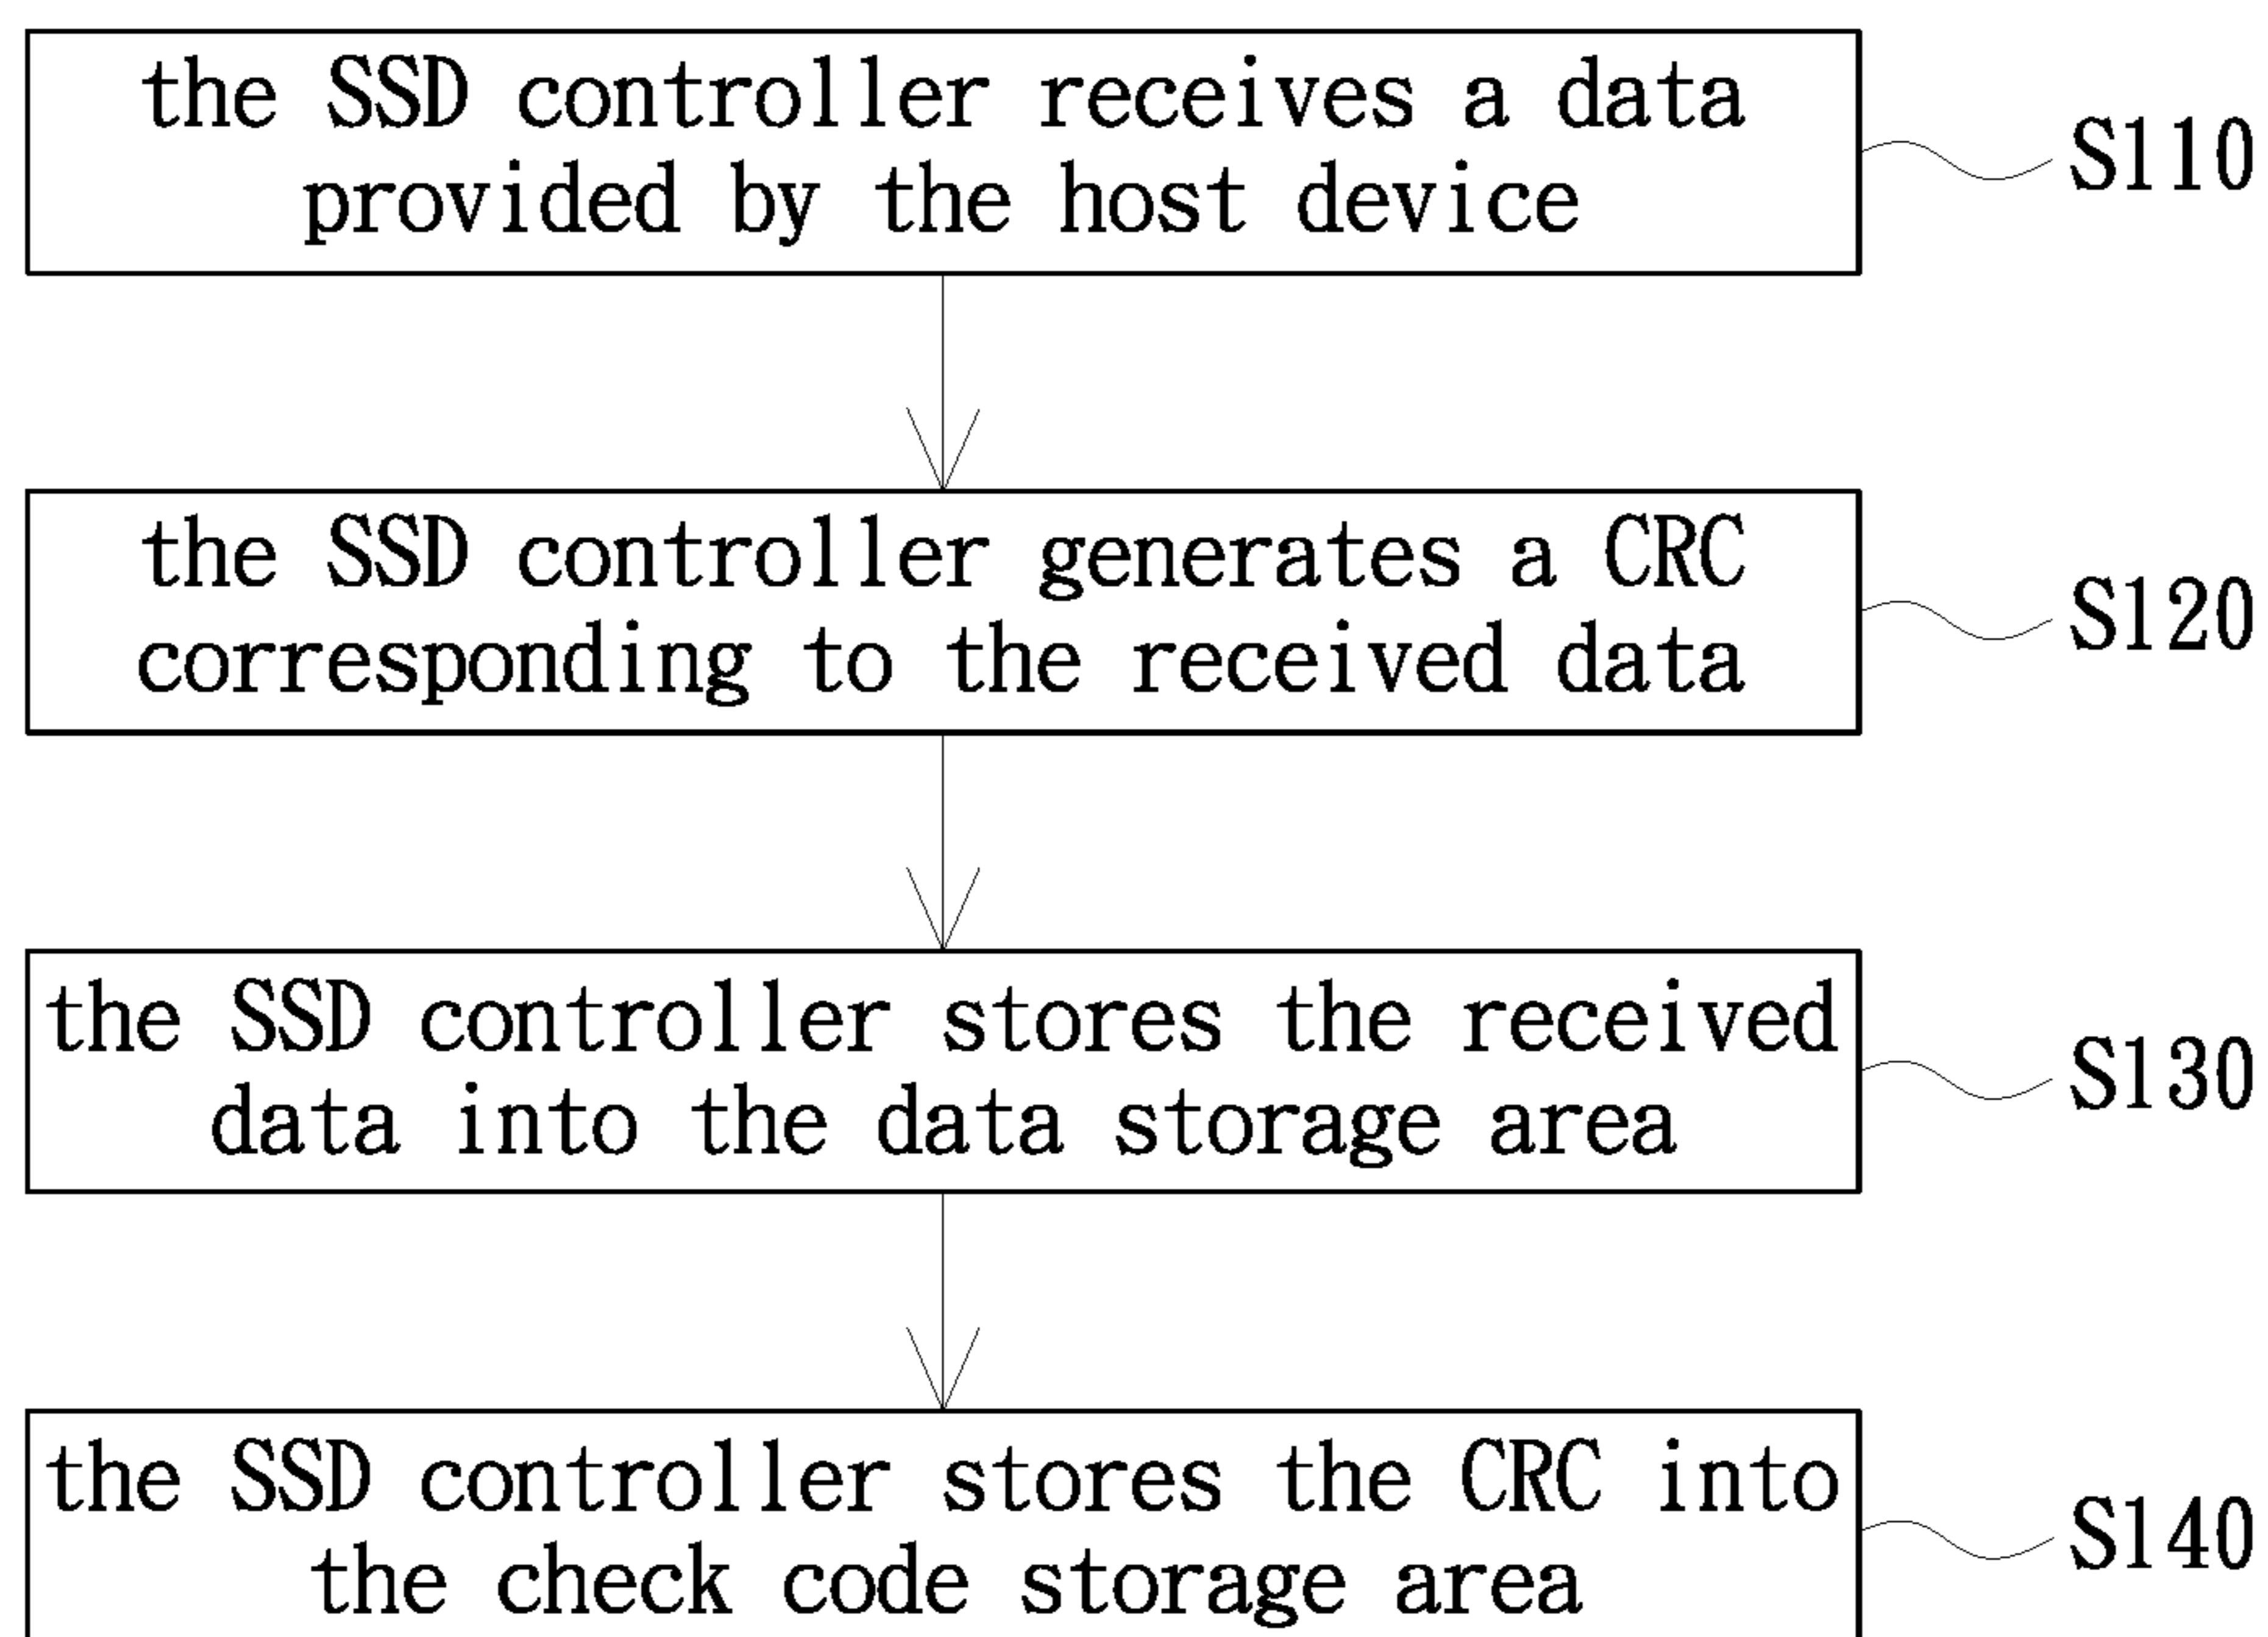 the SSD controller receives a data
provided by the host device
S110
the SSD controller generates a CRC
corresponding to the received data
S120
the SSD controller stores the received
data into the data storage area
S130
the SSD controller stores the CRC into
the check code storage area
S140